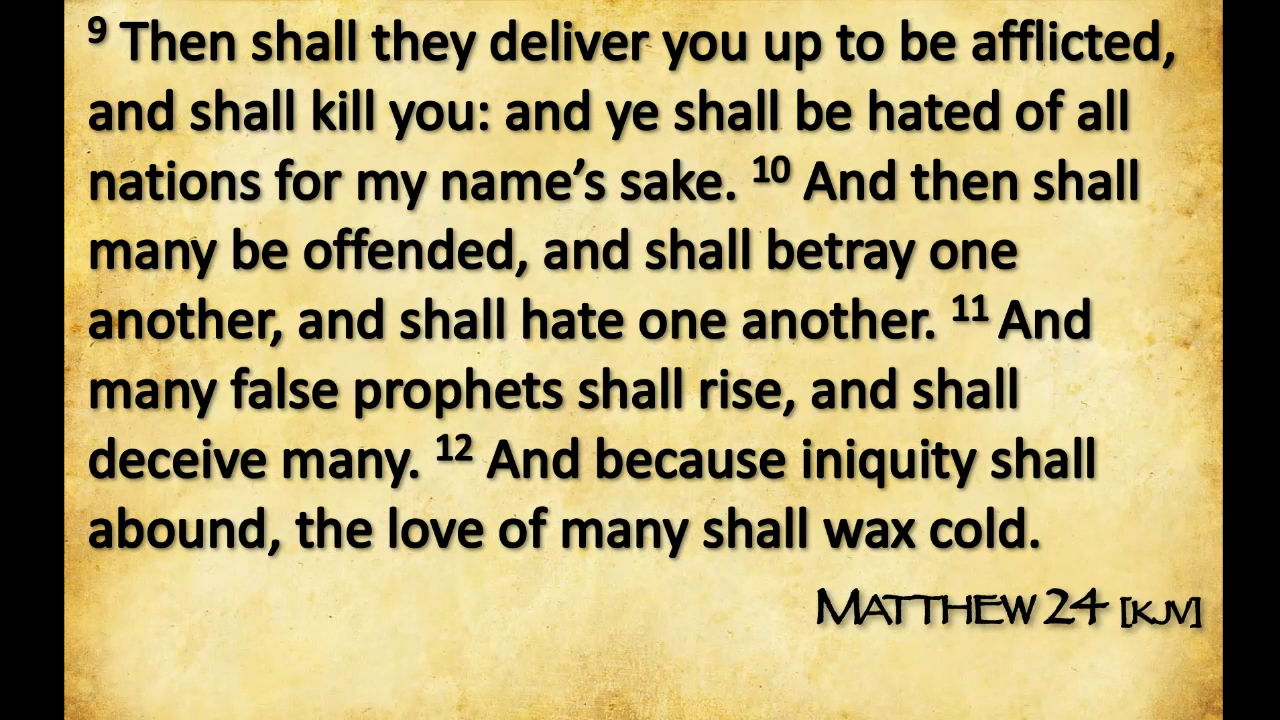 9 Then shall they deliver you up to be afflicted,
and shall kill you: and ye shall be hated of all
nations for my name’s sake. 10 And then shall
many be offended, and shall betray one
another, and shall hate one another. 11 And
many false prophets shall rise, and shall
deceive many. 12 And because iniquity shall
abound, the love of many shall wax cold.
MATTHEW 24 [KJV]